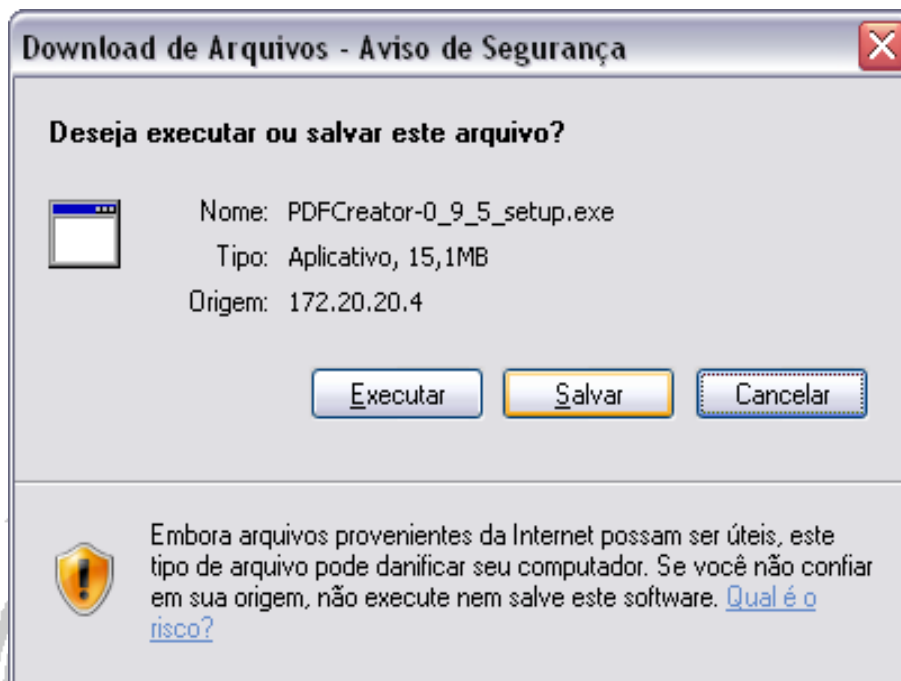 Download de Arquivos - Aviso de Segurança
Deseja executar ou salvar este arquivo?
Nome: PDFCreator-0_9_5_setup.exe
Tipo: Aplicativo, 15,1MB
Origem: 172.20.20.4
Executar Salvar Cancelar
Embora arquivos provenientes da Internet possam ser úteis, este
tipo de arquivo pode danificar seu computador. Se você não confiar
em sua origem, não execute nem salve este software. Qual é o
risco?